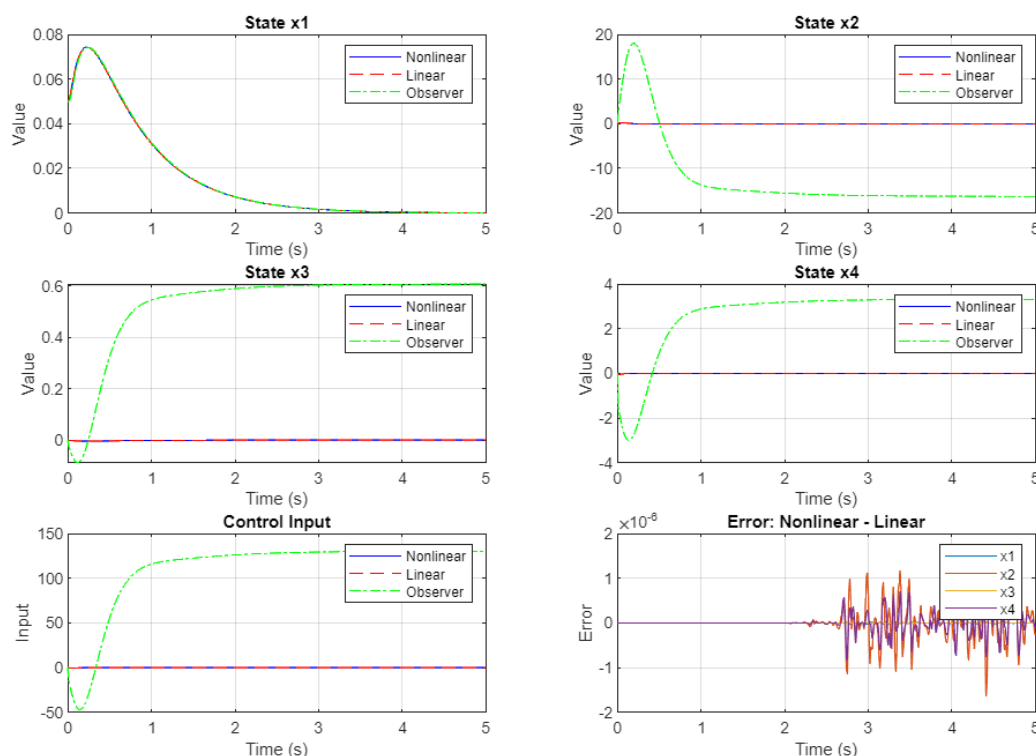 State x1
0.08
0.06
0.04
0.02
0
Value
0 1 2 3 4 5
Time (s)
Nonlinear
Linear
Observer
State x2
20
10
0
-10
-20
Value
0 1 2 3 4 5
Time (s)
Nonlinear
Linear
Observer
State x3
0.6
0.4
0.2
0
Value
0 1 2 3 4 5
Time (s)
Nonlinear
Linear
Observer
State x4
4
2
0
-2
-4
Value
0 1 2 3 4 5
Time (s)
Nonlinear
Linear
Observer
Control Input
150
100
50
0
-50
Input
0 1 2 3 4 5
Time (s)
Nonlinear
Linear
Observer
Error: Nonlinear - Linear
×10⁻⁶
2
1
0
-1
-2
Error
0 1 2 3 4 5
Time (s)
x1
x2
x3
x4